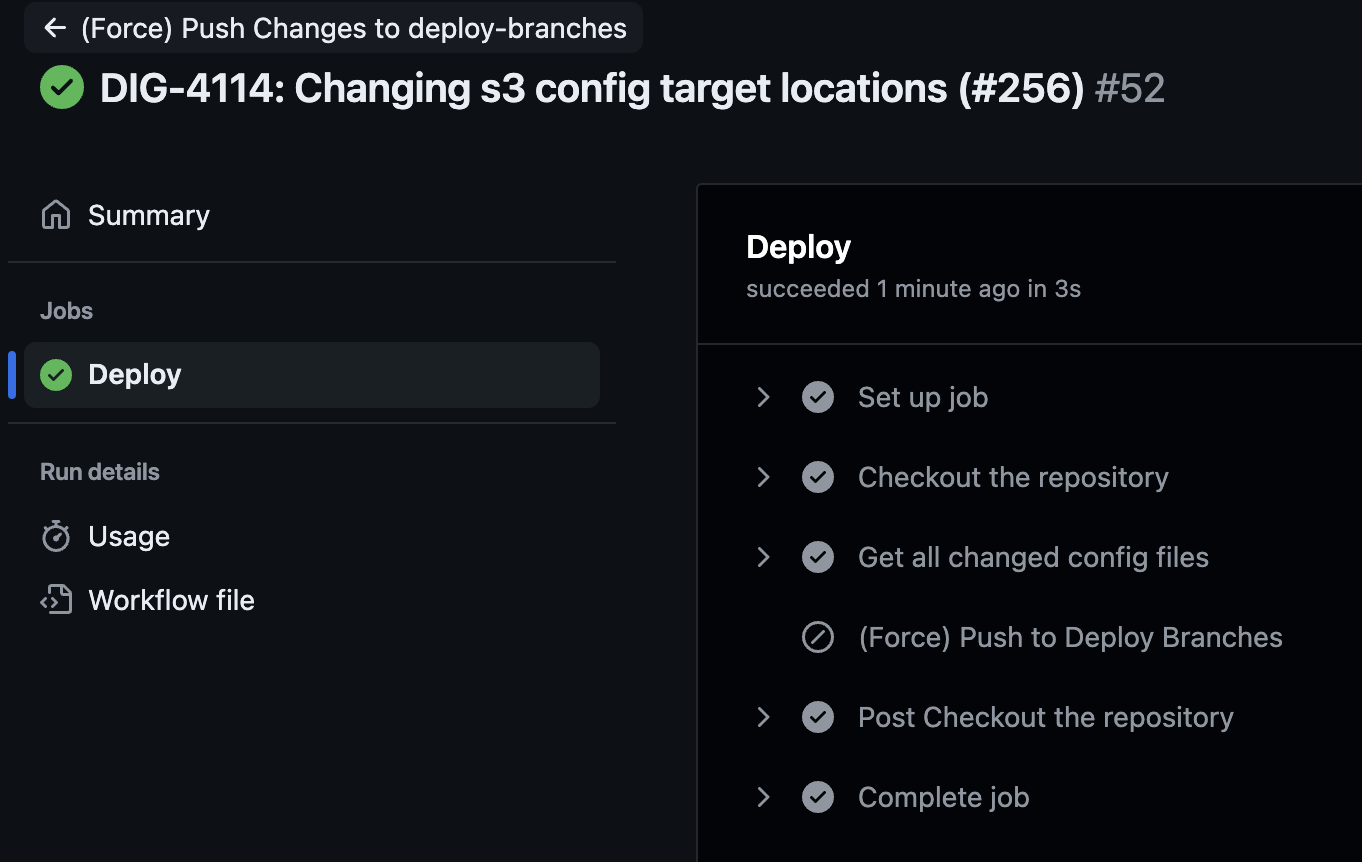 (Force) Push Changes to deploy-branches
DIG-4114: Changing s3 config target locations (#256) #52
Summary
Jobs
Deploy
Run details
Usage
Workflow file
Deploy
succeeded 1 minute ago in 3s
Set up job
Checkout the repository
Get all changed config files
(Force) Push to Deploy Branches
Post Checkout the repository
Complete job